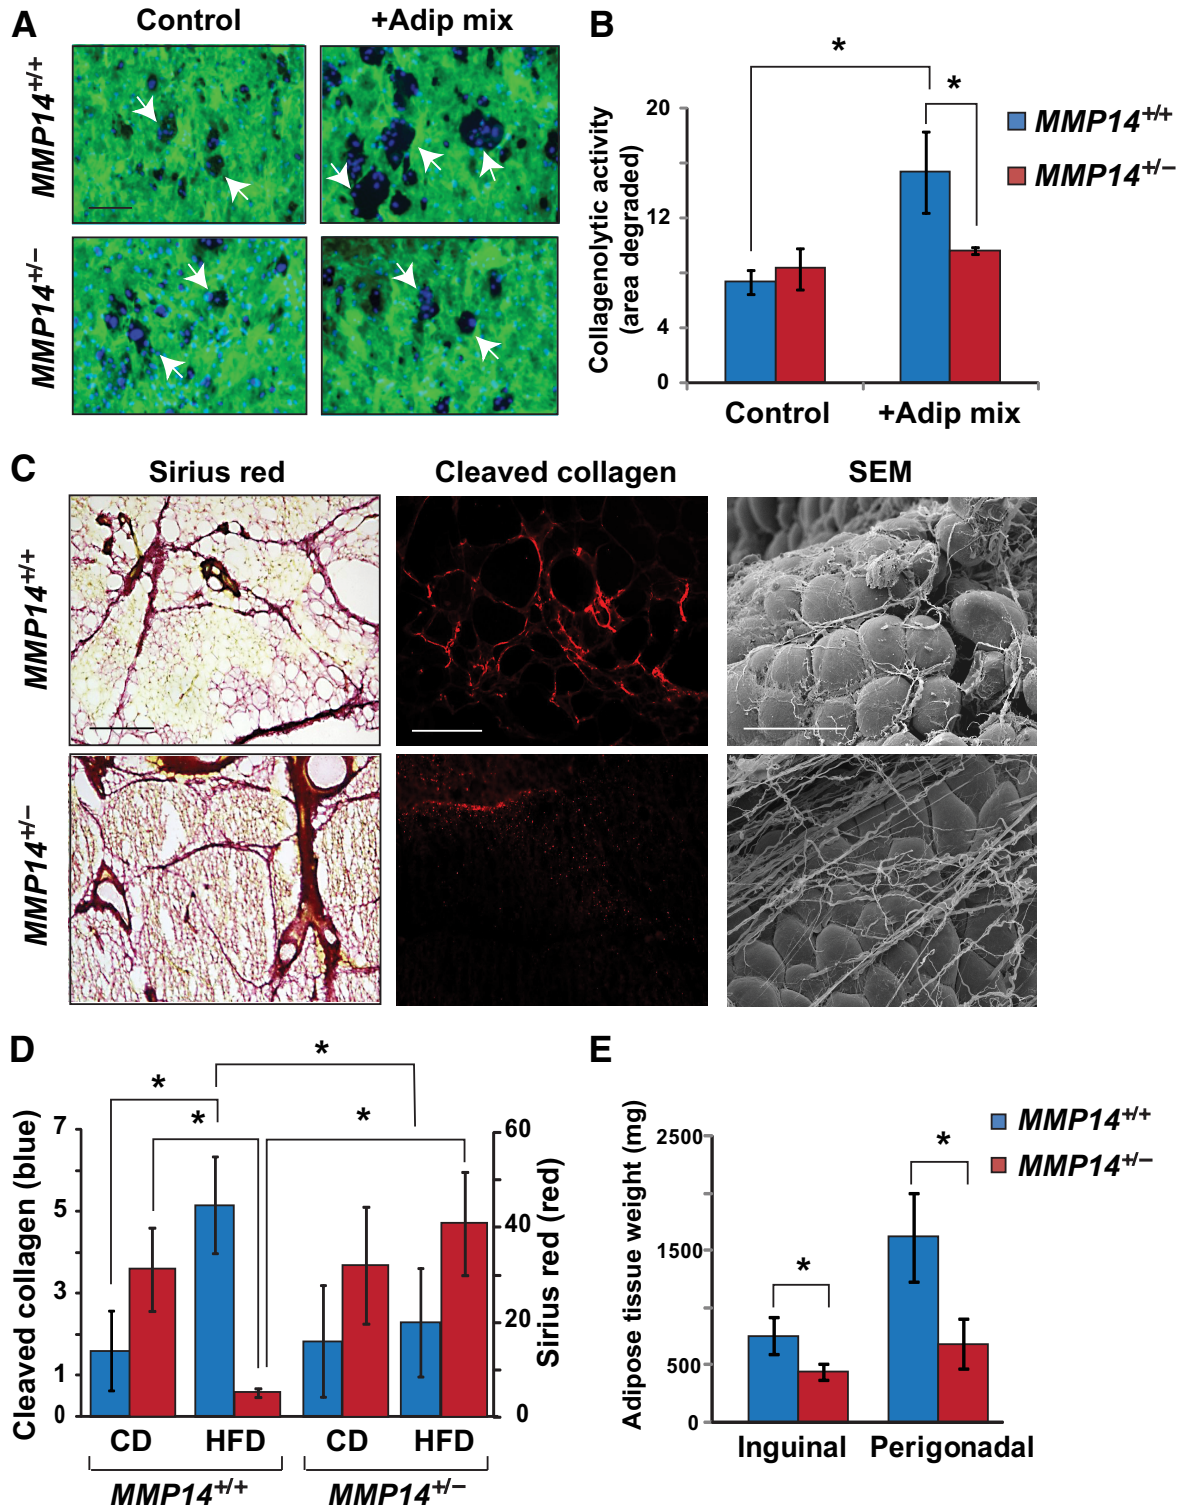 A
Control
+Adip mix
MMP14+/+
MMP14+/−
B
*
*
Collagenolytic activity
(area degraded)
20
12
4
0
Control
+Adip mix
MMP14+/+
MMP14+/−
C
Sirius red
Cleaved collagen
SEM
MMP14+/+
MMP14+/−
D
*
*
*
*
Cleaved collagen (blue)
7
5
3
1
0
60
40
20
0
Sirius red (red)
CD
HFD
CD
HFD
MMP14+/+
MMP14+/−
E
Adipose tissue weight (mg)
2500
1500
500
0
*
*
MMP14+/+
MMP14+/−
Inguinal
Perigonadal